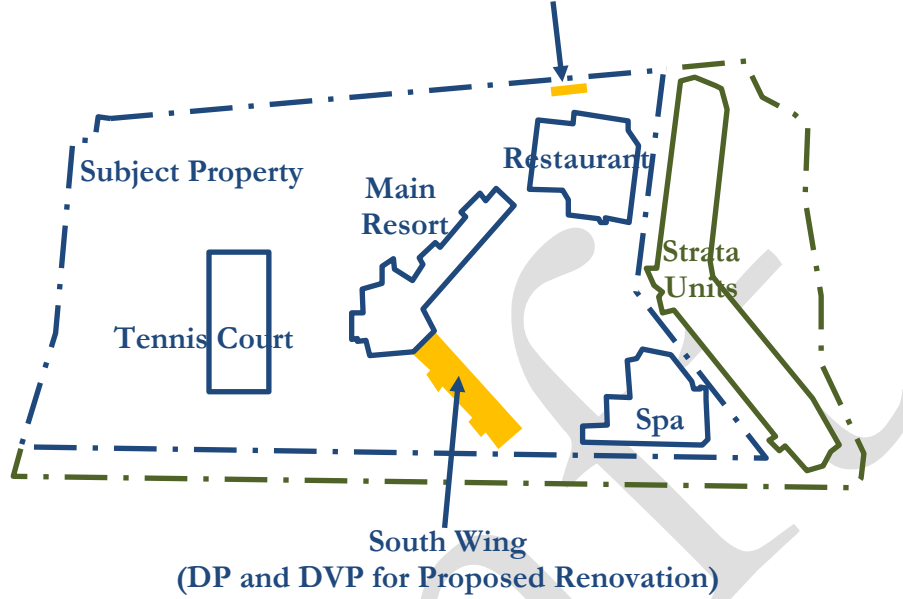 Subject Property
Restaurant
Main
Resort
Strata
Units
Tennis Court
Spa
South Wing
(DP and DVP for Proposed Renovation)